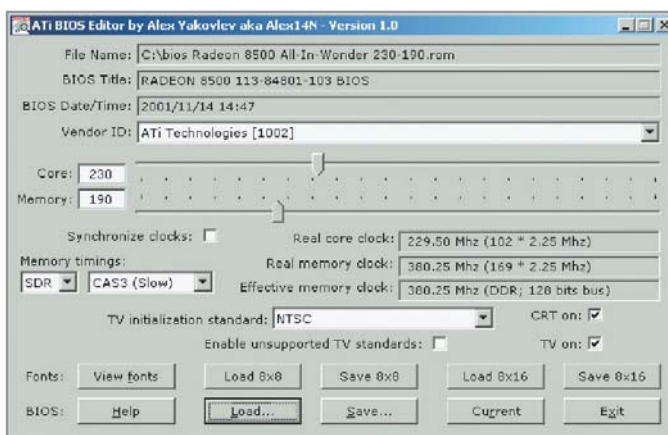 ATi BIOS Editor by Alex Yakovlev aka Alex14N - Version 1.0
File Name: C:\bios Radeon 8500 All-In-Wonder 230-190.rom
BIOS Title: RADEON 8500 113-84801-103 BIOS
BIOS Date/Time: 2001/11/14 14:47
Vendor ID: ATi Technologies [1002]
Core: 230
Memory: 190
Synchronize clocks:
Real core clock: 229.50 Mhz (102 * 2.25 Mhz)
Memory timings:
Real memory clock: 380.25 Mhz (169 * 2.25 Mhz)
SDR CAS3 (Slow)
Effective memory clock: 380.25 Mhz (DDR; 128 bits bus)
TV initialization standard: NTSC CRT on:
Enable unsupported TV standards: TV on:
Fonts: View fonts Load 8x8 Save 8x8 Load 8x16 Save 8x16
BIOS: Help Load... Save... Current Exit